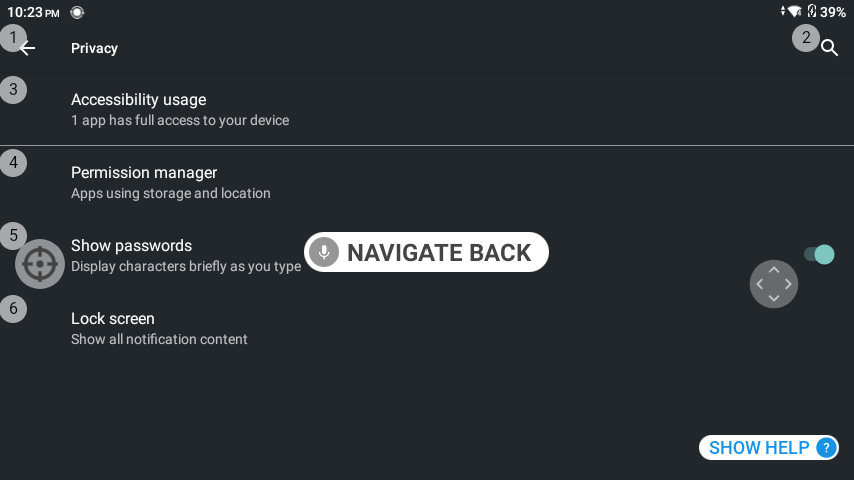 10:23 PM
39%
1
Privacy
2
3
Accessibility usage
1 app has full access to your device
4
Permission manager
Apps using storage and location
5
Show passwords
Display characters briefly as you type
NAVIGATE BACK
6
Lock screen
Show all notification content
SHOW HELP ?